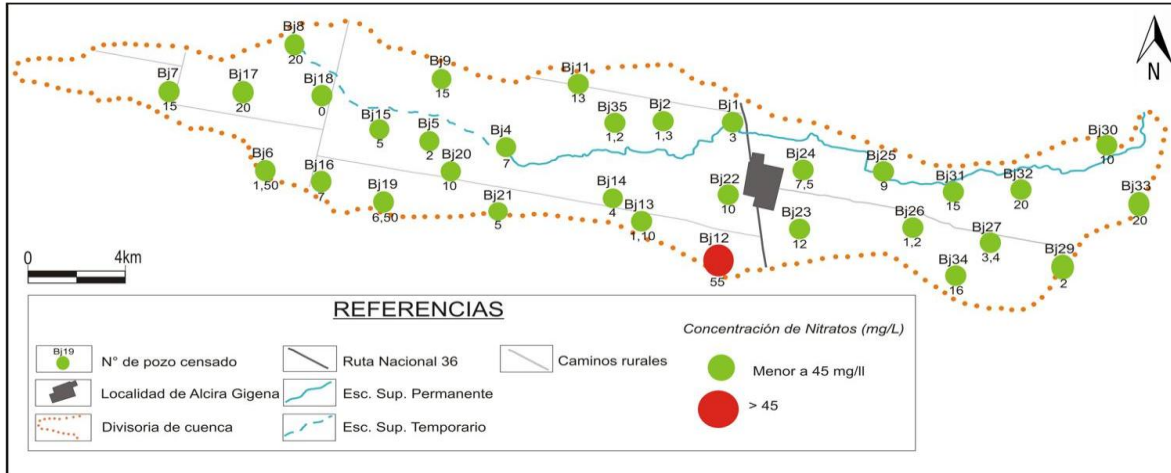 Bj8
20
Bj7
15
Bj17
20
Bj18
0
Bj9
15
Bj11
13
Bj35
1,2
Bj2
1,3
Bj1
3
Bj15
5
Bj5
2
Bj4
7
Bj20
10
Bj6
1,50
Bj16
7
Bj19
6,50
Bj21
5
Bj14
4
Bj13
1,10
Bj22
10
Bj12
55
Bj24
7,5
Bj23
12
Bj25
9
Bj26
1,2
Bj31
15
Bj32
20
Bj30
10
Bj33
20
Bj27
3,4
Bj34
16
Bj29
2
N
0 4km
REFERENCIAS
Bj19
N° de pozo censado
Localidad de Alcira Gigena
Divisoria de cuenca
Ruta Nacional 36
Esc. Sup. Permanente
Esc. Sup. Temporario
Caminos rurales
Concentración de Nitratos (mg/L)
Menor a 45 mg/ll
> 45